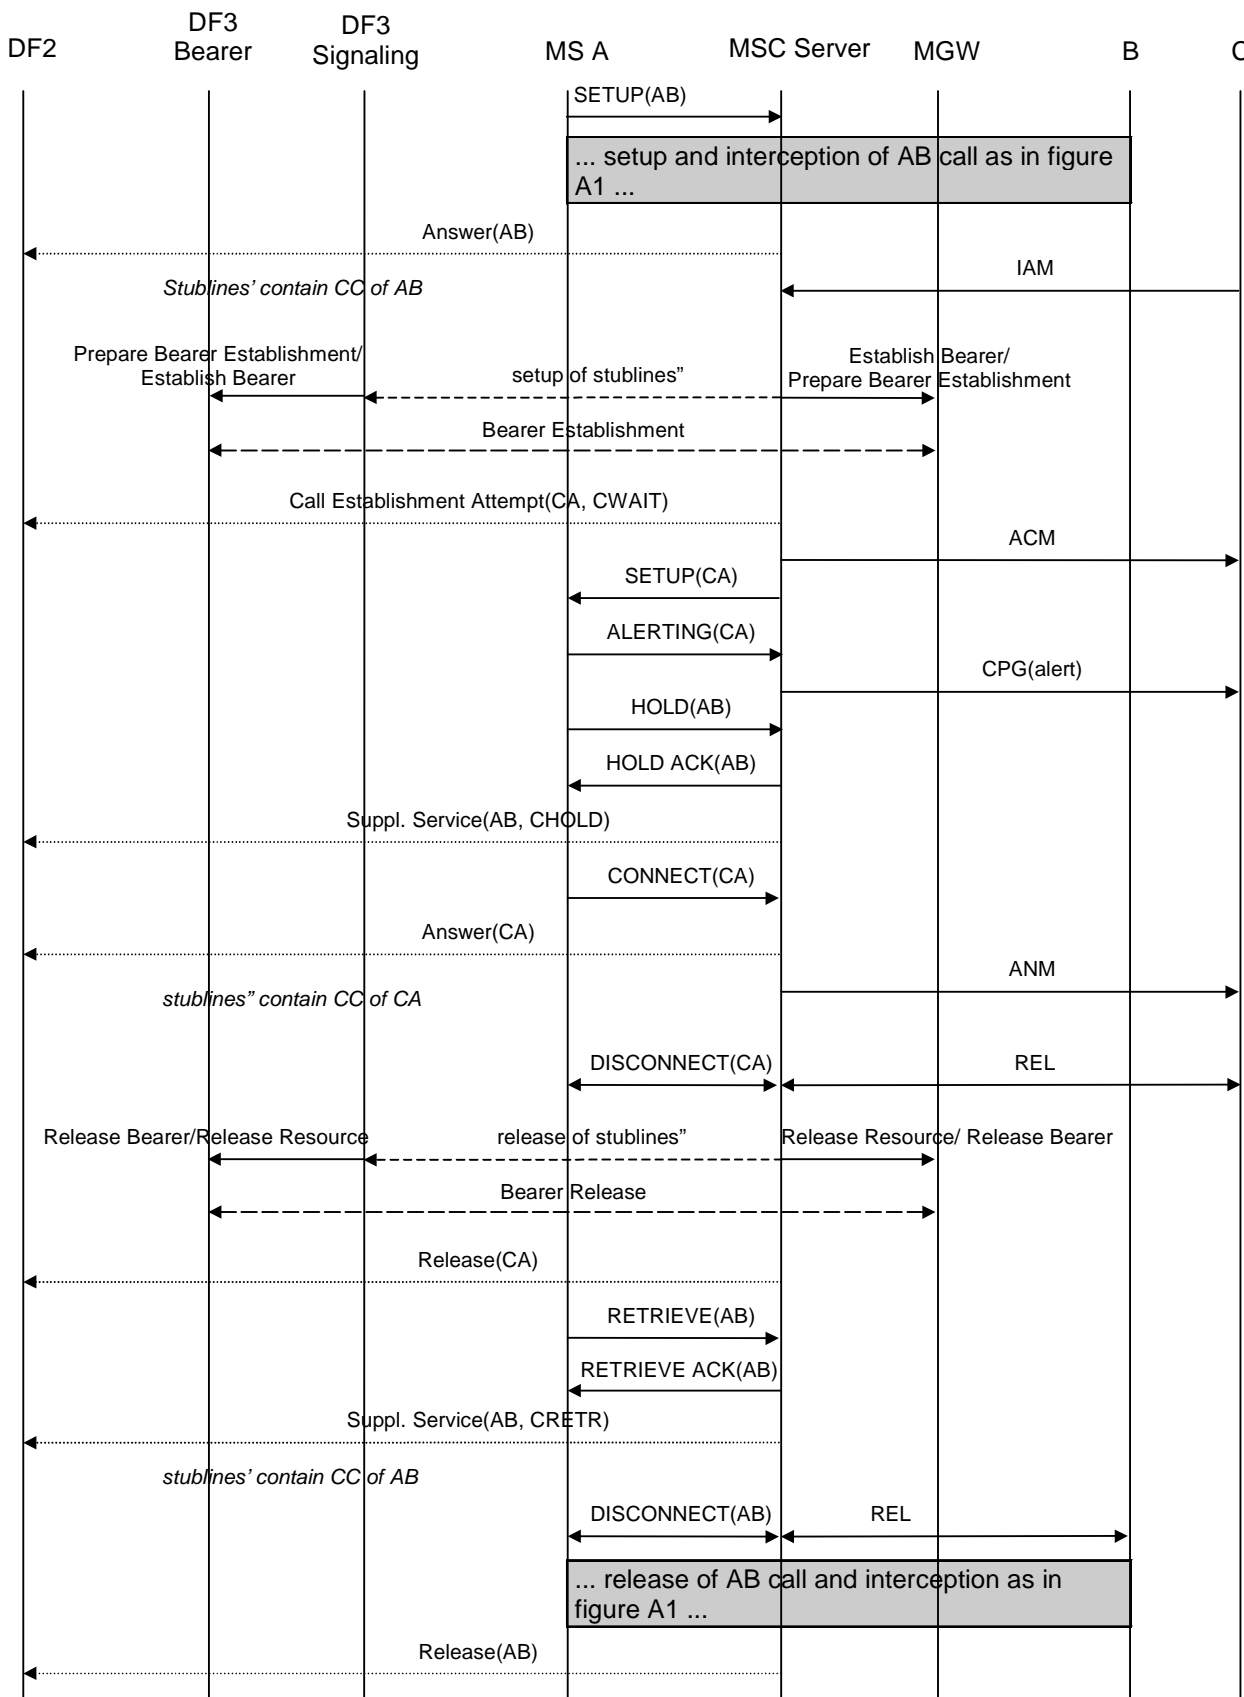 DF2
DF3
Bearer
DF3
Signaling
MS A
MSC Server
MGW
B
C
SETUP(AB)
... setup and interception of AB call as in figure
A1 ...
Answer(AB)
IAM
Stublines’ contain CC of AB
Prepare Bearer Establishment/
Establish Bearer
setup of stublines”
Establish Bearer/
Prepare Bearer Establishment
Bearer Establishment
Call Establishment Attempt(CA, CWAIT)
ACM
SETUP(CA)
ALERTING(CA)
CPG(alert)
HOLD(AB)
HOLD ACK(AB)
Suppl. Service(AB, CHOLD)
CONNECT(CA)
Answer(CA)
ANM
stublines” contain CC of CA
DISCONNECT(CA)
REL
Release Bearer/Release Resource
release of stublines”
Release Resource/ Release Bearer
Bearer Release
Release(CA)
RETRIEVE(AB)
RETRIEVE ACK(AB)
Suppl. Service(AB, CRETR)
stublines’ contain CC of AB
DISCONNECT(AB)
REL
... release of AB call and interception as in
figure A1 ...
Release(AB)